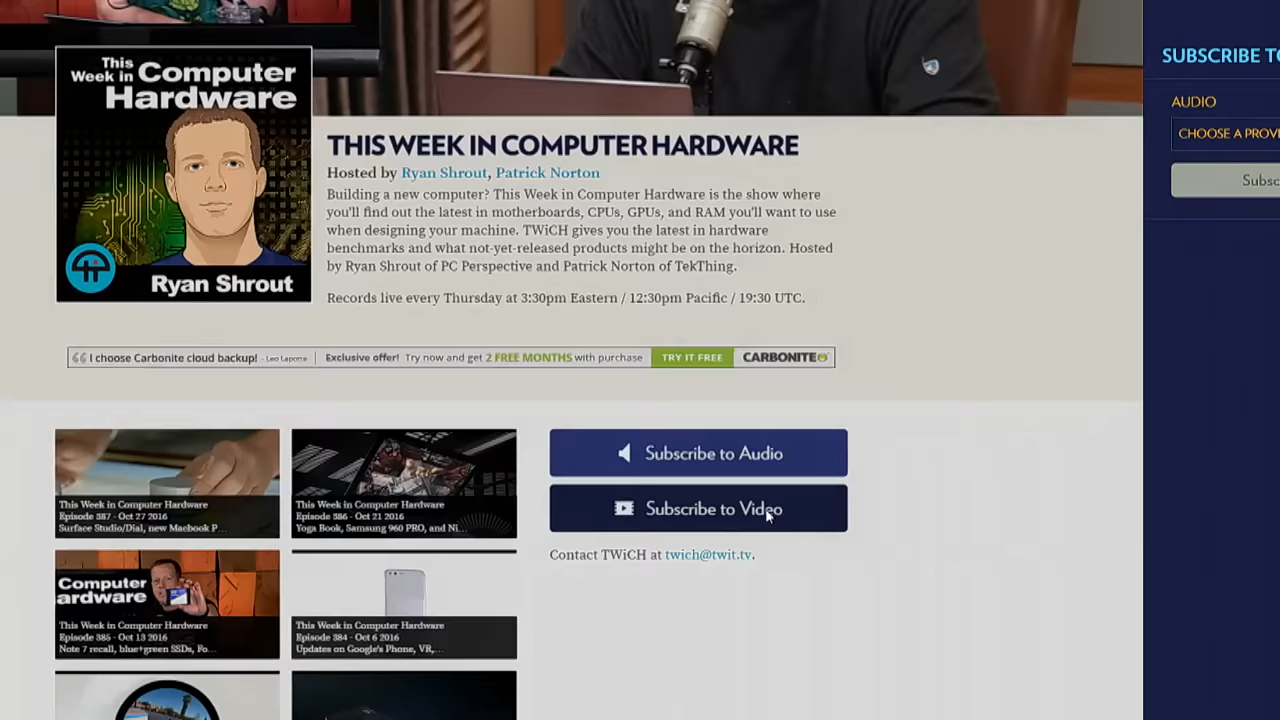 This
Week in Computer
Hardware
Ryan Shrout
THIS WEEK IN COMPUTER HARDWARE
Hosted by Ryan Shrout, Patrick Norton
Building a new computer? This Week in Computer Hardware is the show where
you'll find out the latest in motherboards, CPUs, GPUs, and RAM you'll want to use
when designing your machine. TWiCH gives you the latest in hardware
benchmarks and what not-yet-released products might be on the horizon. Hosted
by Ryan Shrout of PC Perspective and Patrick Norton of TekThing.
Records live every Thursday at 3:30pm Eastern / 12:30pm Pacific / 19:30 UTC.
I choose Carbonite cloud backup! - Leo Laporte Exclusive offer! Try now and get 2 FREE MONTHS with purchase TRY IT FREE CARBONITE
This Week in Computer Hardware
Episode 387 - Oct 27 2016
Surface Studio/Dial, new Macbook P...
This Week in Computer Hardware
Episode 386 - Oct 21 2016
Yoga Book, Samsung 960 PRO, and Ni...
Computer
ardware
This Week in Computer Hardware
Episode 385 - Oct 13 2016
Note 7 recall, blue+green SSDs, Fo...
This Week in Computer Hardware
Episode 384 - Oct 6 2016
Updates on Google's Phone, VR,...
Subscribe to Audio
Subscribe to Video
Contact TWiCH at twich@twit.tv.
SUBSCRIBE TO
AUDIO
CHOOSE A PROVI
Subsc